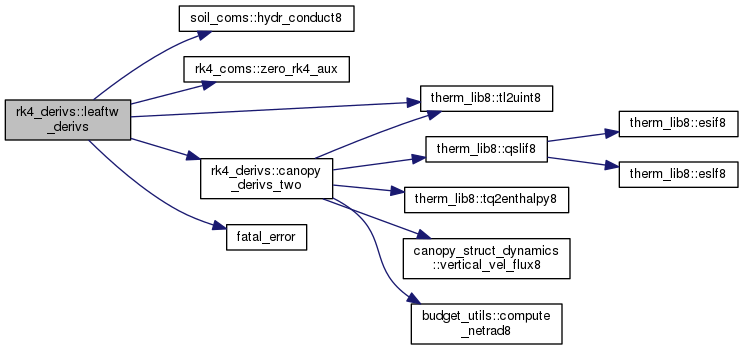 rk4_derivs::leaftw
_derivs
soil_coms::hydr_conduct8
rk4_coms::zero_rk4_aux
rk4_derivs::canopy
_derivs_two
fatal_error
therm_lib8::tl2uint8
therm_lib8::qslif8
therm_lib8::tq2enthalpy8
canopy_struct_dynamics
::vertical_vel_flux8
budget_utils::compute
_netrad8
therm_lib8::esif8
therm_lib8::eslf8